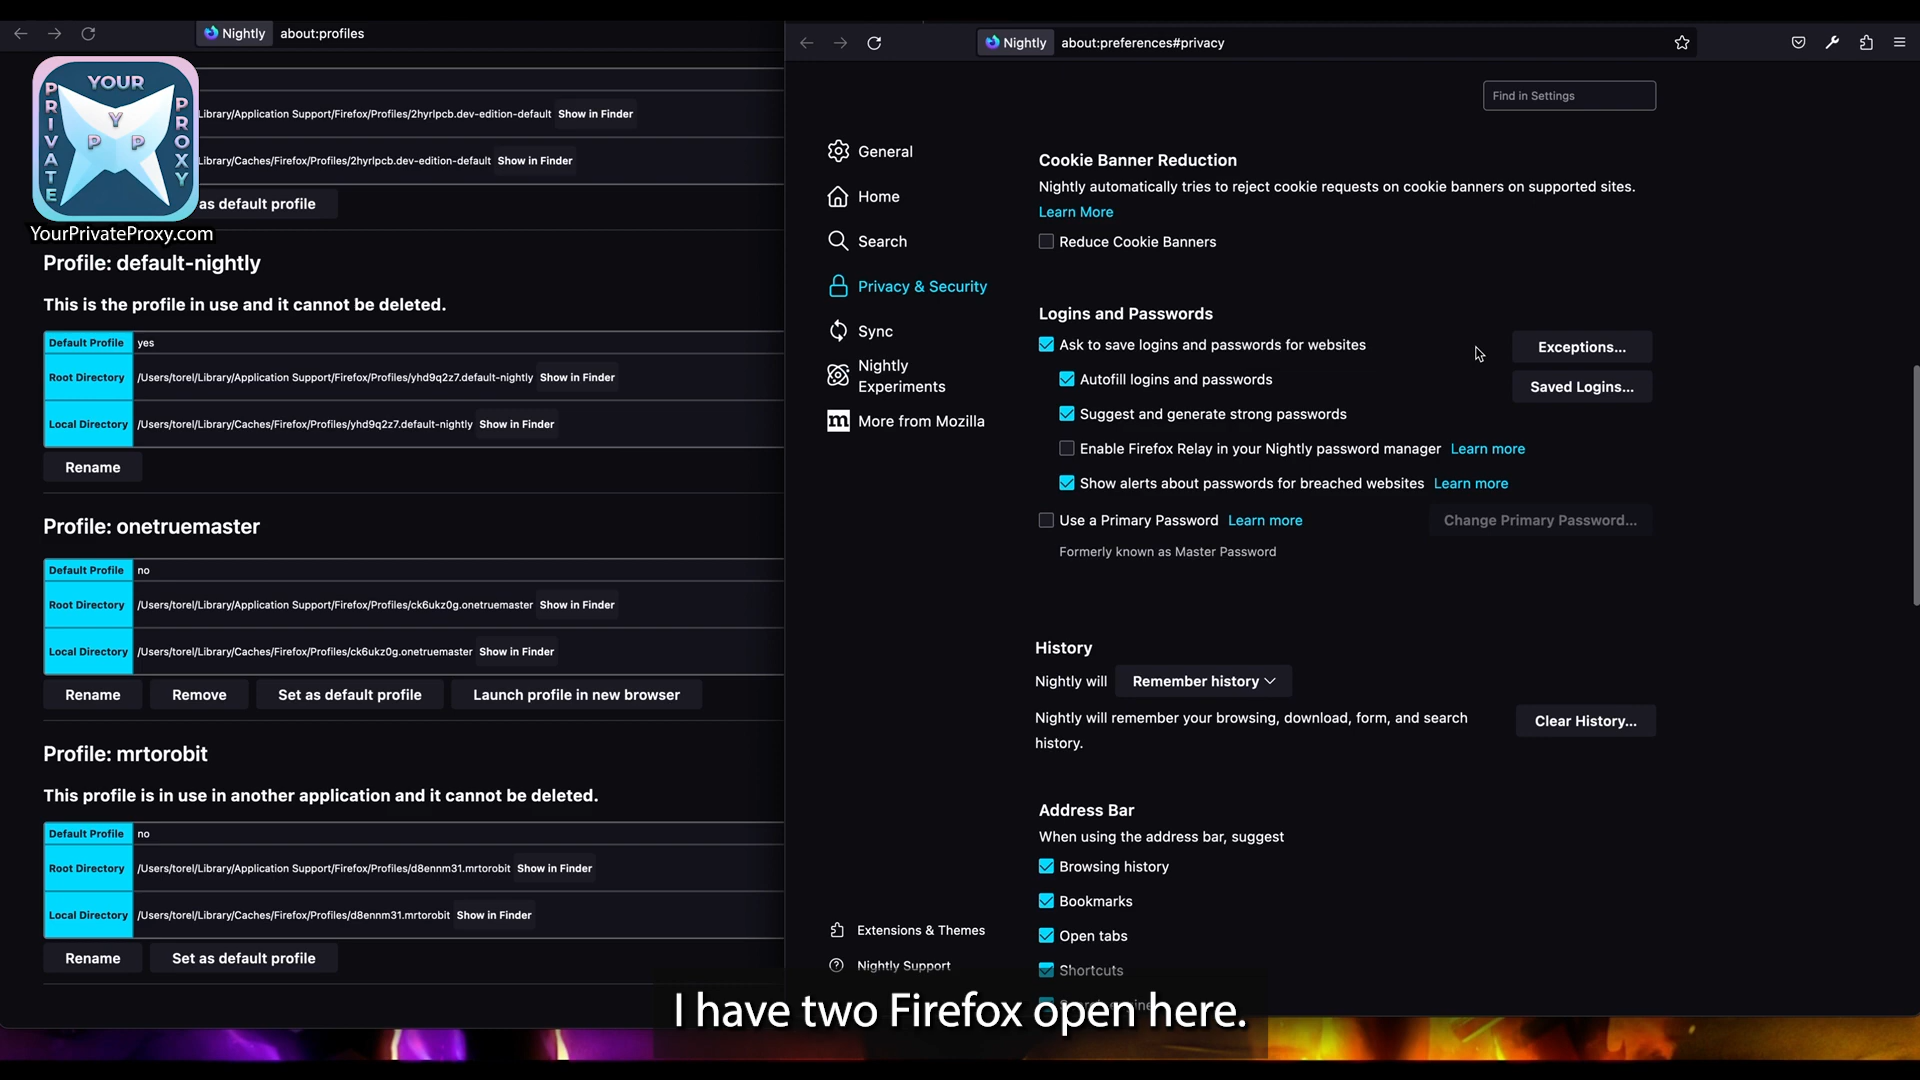 Nightly about:profiles
YOUR
PRIVATE
PROXY
Y
P P
YourPrivateProxy.com
Library/Application Support/Firefox/Profiles/2hyrlpcb.dev-edition-default Show in Finder
Library/Caches/Firefox/Profiles/2hyrlpcb.dev-edition-default Show in Finder
as default profile
Profile: default-nightly
This is the profile in use and it cannot be deleted.
Default Profile yes
Root Directory /Users/torel/Library/Application Support/Firefox/Profiles/yhd9q2z7.default-nightly Show in Finder
Local Directory /Users/torel/Library/Caches/Firefox/Profiles/yhd9q2z7.default-nightly Show in Finder
Rename
Profile: onetruemaster
Default Profile no
Root Directory /Users/torel/Library/Application Support/Firefox/Profiles/ck6ukz0g.onetruemaster Show in Finder
Local Directory /Users/torel/Library/Caches/Firefox/Profiles/ck6ukz0g.onetruemaster Show in Finder
Rename Remove Set as default profile Launch profile in new browser
Profile: mrtorobit
This profile is in use in another application and it cannot be deleted.
Default Profile no
Root Directory /Users/torel/Library/Application Support/Firefox/Profiles/d8ennm31.mrtorobit Show in Finder
Local Directory /Users/torel/Library/Caches/Firefox/Profiles/d8ennm31.mrtorobit Show in Finder
Rename Set as default profile
Nightly about:preferences#privacy
Find in Settings
General
Home
Search
Privacy & Security
Sync
Nightly
Experiments
m More from Mozilla
Extensions & Themes
Nightly Support
Cookie Banner Reduction
Nightly automatically tries to reject cookie requests on cookie banners on supported sites.
Learn More
Reduce Cookie Banners
Logins and Passwords
Ask to save logins and passwords for websites Exceptions...
Autofill logins and passwords Saved Logins...
Suggest and generate strong passwords
Enable Firefox Relay in your Nightly password manager Learn more
Show alerts about passwords for breached websites Learn more
Use a Primary Password Learn more Change Primary Password...
Formerly known as Master Password
History
Nightly will Remember history
Nightly will remember your browsing, download, form, and search Clear History...
history.
Address Bar
When using the address bar, suggest
Browsing history
Bookmarks
Open tabs
Shortcuts
I have two Firefox open here.